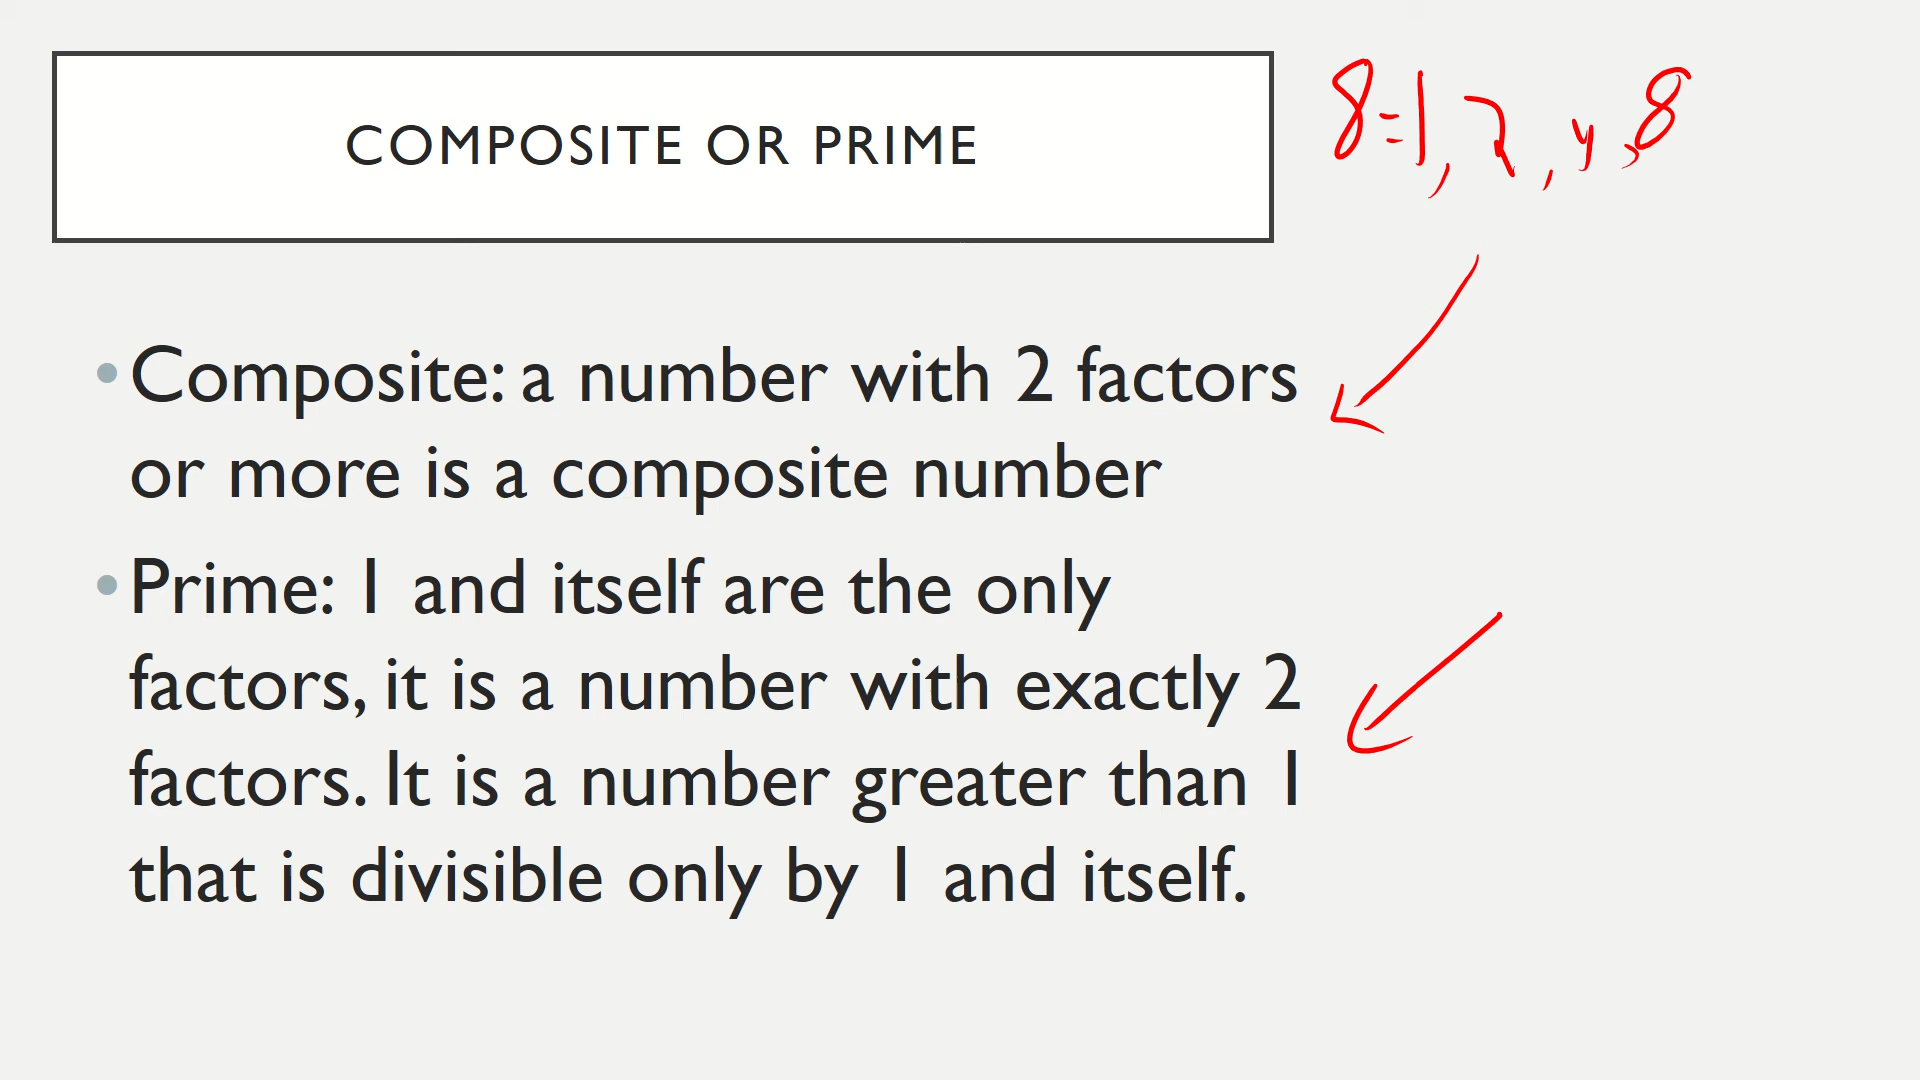 COMPOSITE OR PRIME
8=1, 2, 4, 8
•Composite: a number with 2 factors
or more is a composite number
•Prime: 1 and itself are the only
factors, it is a number with exactly 2
factors. It is a number greater than 1
that is divisible only by 1 and itself.